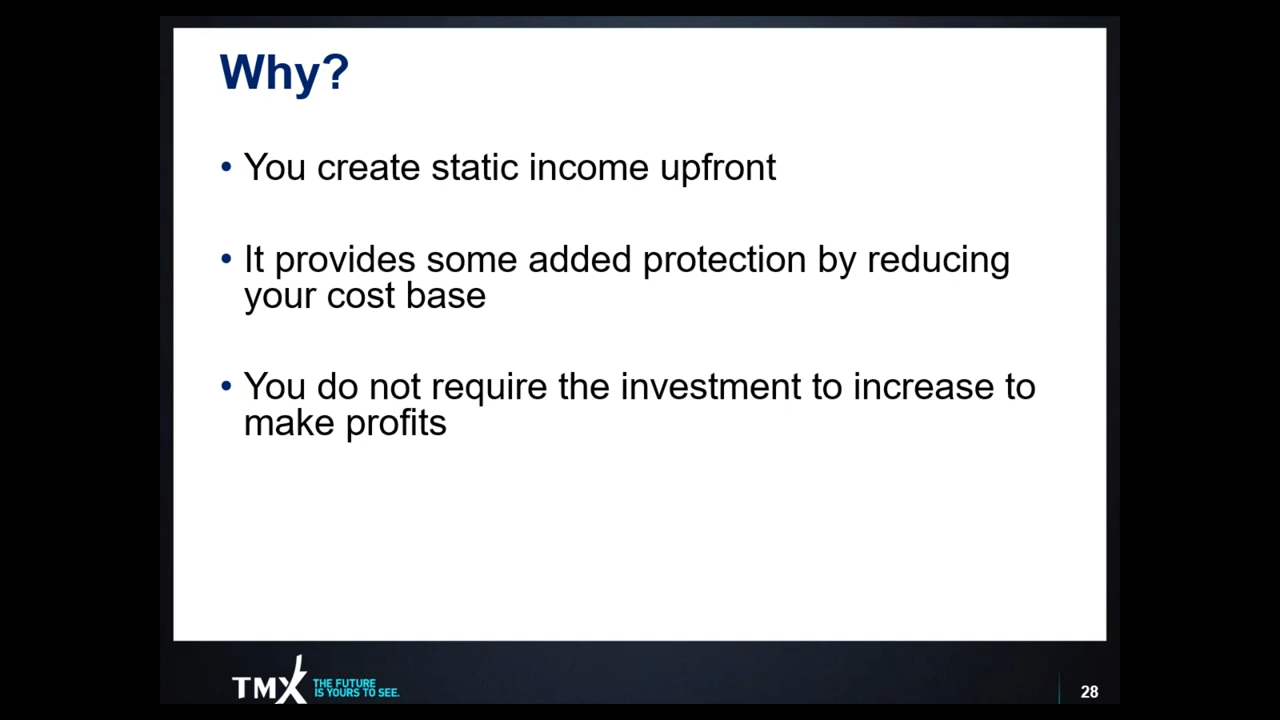 Why?
• You create static income upfront
• It provides some added protection by reducing
your cost base
• You do not require the investment to increase to
make profits
TMX THE FUTURE
IS YOURS TO SEE.
28